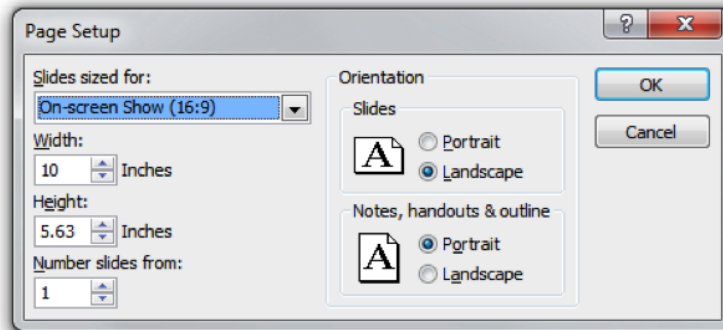 Page Setup
Slides sized for:
On-screen Show (16:9)
Width:
10 Inches
Height:
5.63 Inches
Number slides from:
1
Orientation
Slides
A
Portrait
Landscape
Notes, handouts & outline
A
Portrait
Landscape
OK
Cancel